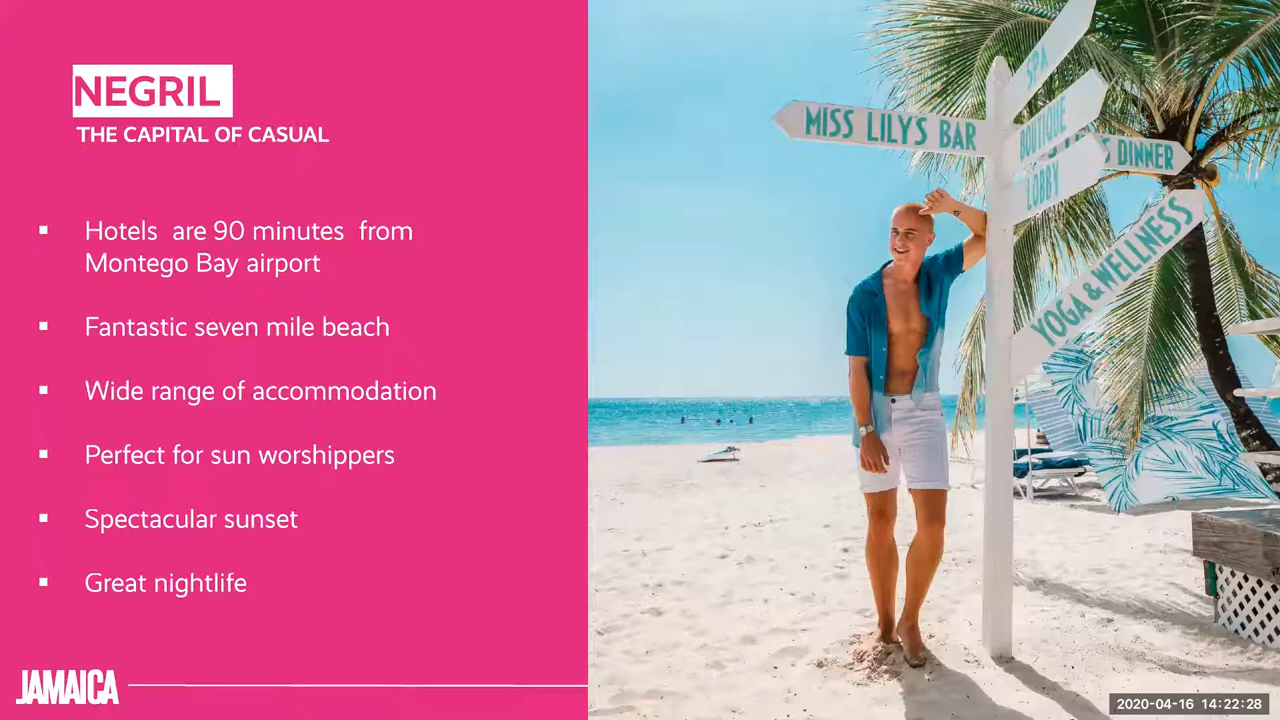 NEGRIL
THE CAPITAL OF CASUAL
▪ Hotels are 90 minutes from
Montego Bay airport
▪ Fantastic seven mile beach
▪ Wide range of accommodation
▪ Perfect for sun worshippers
▪ Spectacular sunset
▪ Great nightlife
JAMAICA
SPA
MISS LILYS BAR
BOUTIQUE
DINNER
LOBBY
YOGA & WELLNESS
2020-04-16 14:22:28